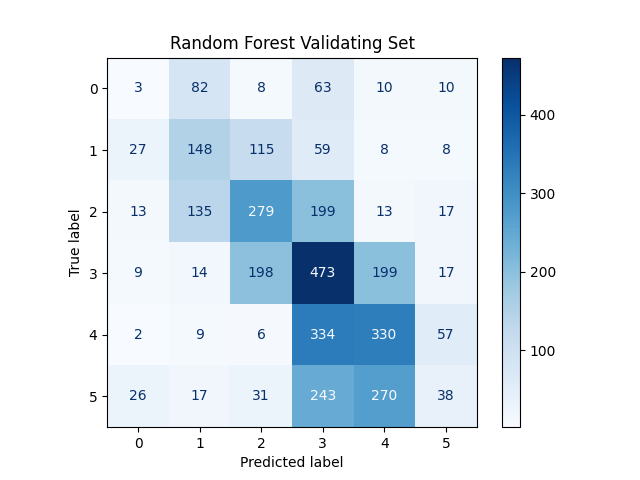 Random Forest Validating Set
0 3 82 8 63 10 10
400
1 27 148 115 59 8 8
300
2 13 135 279 199 13 17
True label
3 9 14 198 473 199 17
200
4 2 9 6 334 330 57
100
5 26 17 31 243 270 38
0 1 2 3 4 5
Predicted label